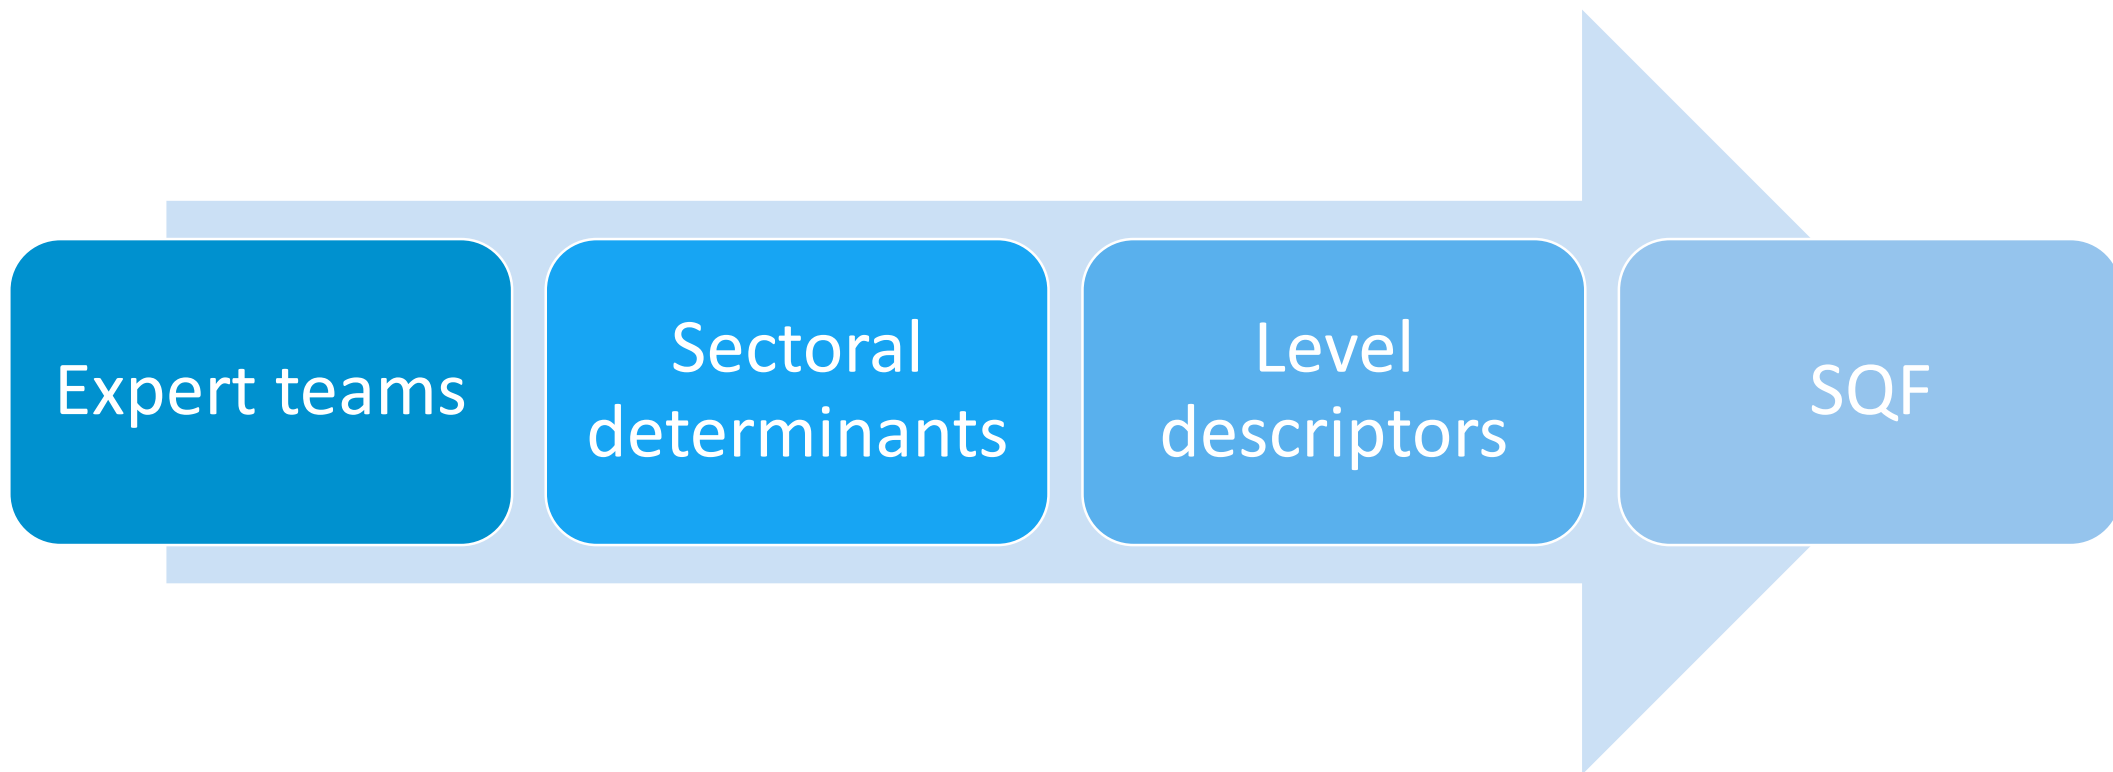 Expert teams
Sectoral
determinants
Level
descriptors
SQF